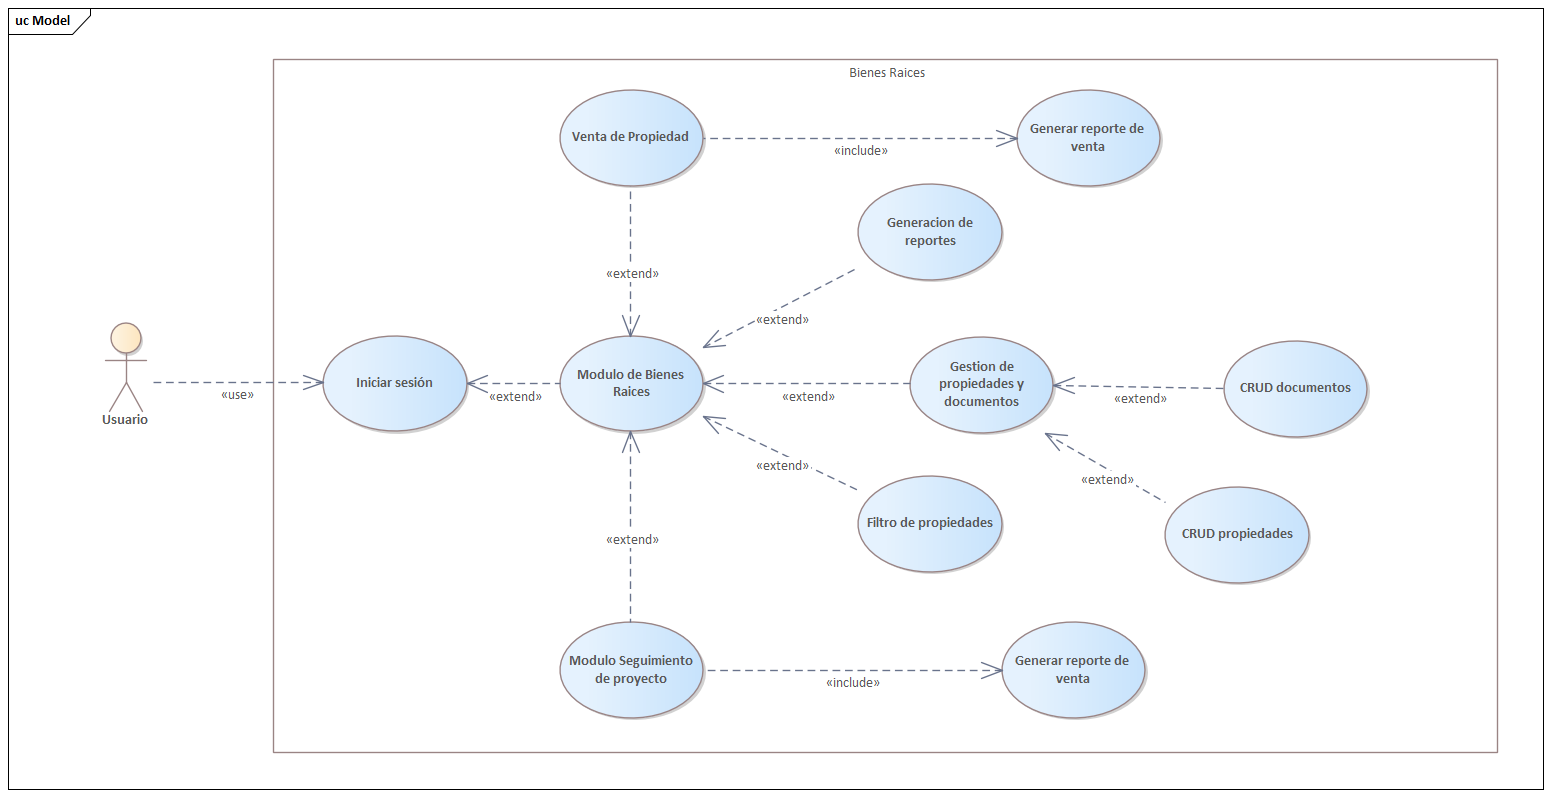 uc Model
Bienes Raices
Venta de Propiedad
«include»
Generar reporte de
venta
Generacion de
reportes
«extend»
«extend»
Usuario
«use»
Iniciar sesión
«extend»
Modulo de Bienes
Raices
«extend»
Gestion de
propiedades y
documentos
«extend»
CRUD documentos
«extend»
Filtro de propiedades
«extend»
CRUD propiedades
«extend»
Modulo Seguimiento
de proyecto
«include»
Generar reporte de
venta